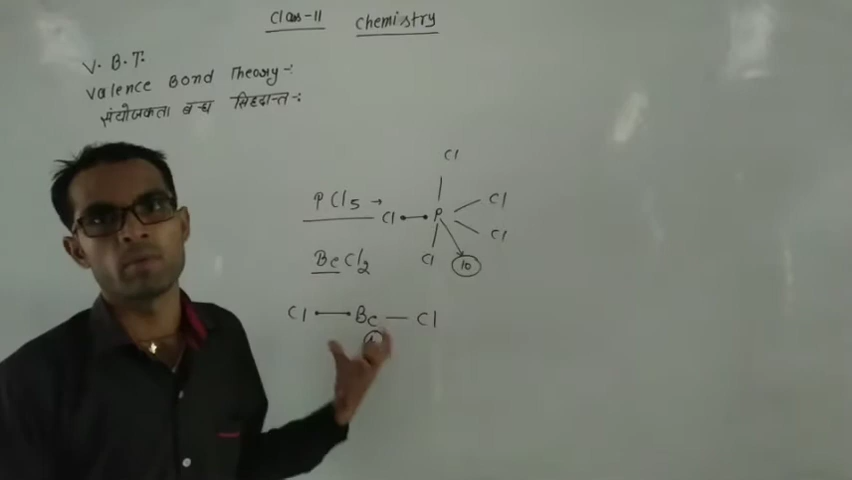 Class-11 Chemistry
V. B. T.
Valence Bond Theory-:
संयोजकता बन्ध सिद्धान्त-:
Cl
PCl5 → Cl P Cl
Cl
Cl 10
BeCl2
Cl Be Cl